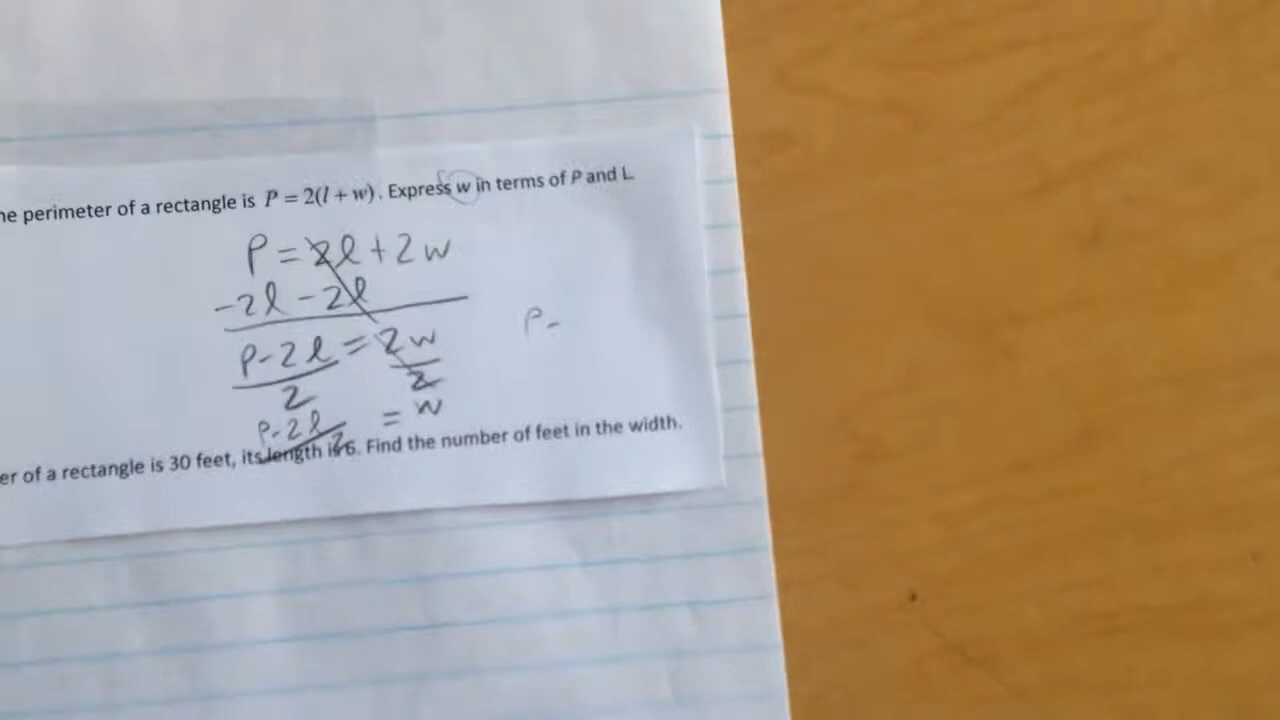 he perimeter of a rectangle is P = 2(l + w). Express w in terms of P and L
P = 2l + 2w
-2l -2l
P-2l = 2w
P-
2 2
P-2l/2 = w
er of a rectangle is 30 feet, its length is 6. Find the number of feet in the width.